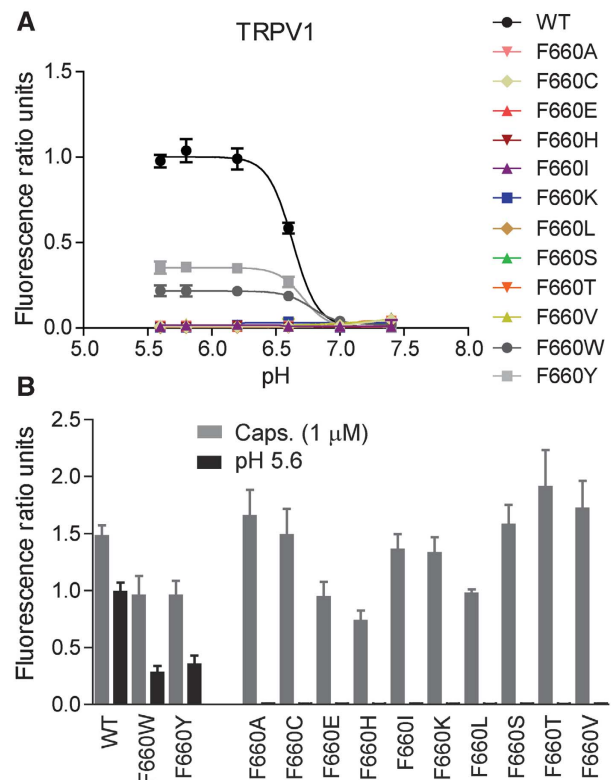 A
TRPV1
Fluorescence ratio units
1.5
1.0
0.5
0.0
5.0 5.5 6.0 6.5 7.0 7.5 8.0
pH
WT
F660A
F660C
F660E
F660H
F660I
F660K
F660L
F660S
F660T
F660V
F660W
F660Y
B
Fluorescence ratio units
2.5
2.0
1.5
1.0
0.5
0.0
Caps. (1 μM)
pH 5.6
WT F660W F660Y F660A F660C F660E F660H F660I F660K F660L F660S F660T F660V